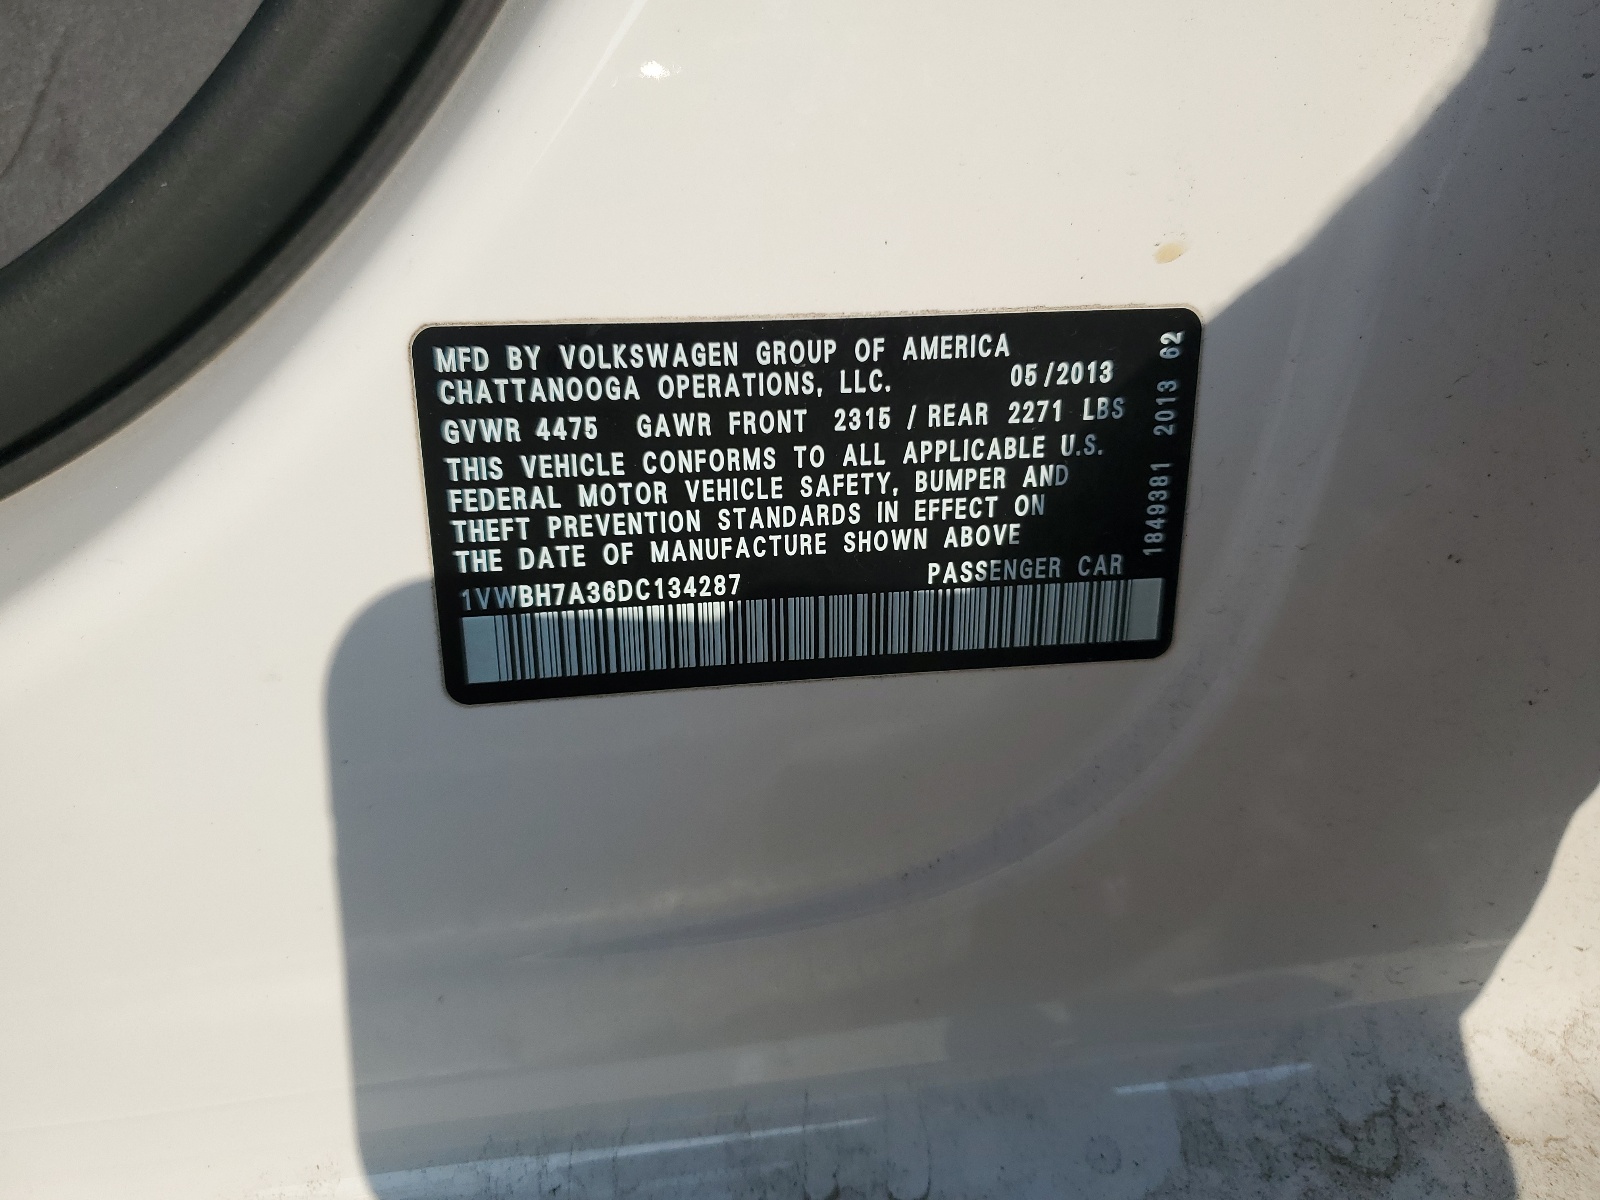 MFD BY VOLKSWAGEN GROUP OF AMERICA
CHATTANOOGA OPERATIONS, LLC. 05/2013
GVWR 4475 GAWR FRONT 2315 / REAR 2271 LBS
THIS VEHICLE CONFORMS TO ALL APPLICABLE U.S.
FEDERAL MOTOR VEHICLE SAFETY, BUMPER AND
THEFT PREVENTION STANDARDS IN EFFECT ON
THE DATE OF MANUFACTURE SHOWN ABOVE
1VWBH7A36DC134287 PASSENGER CAR
1849381 2013 62